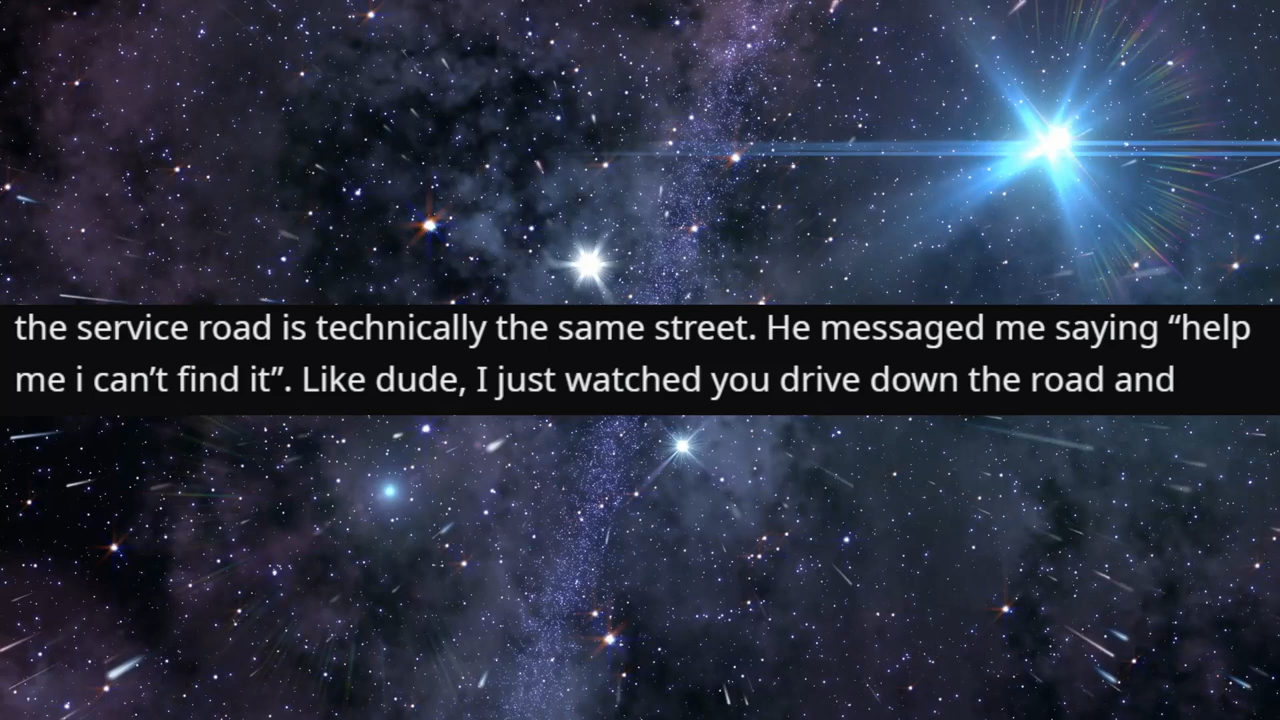 the service road is technically the same street. He messaged me saying “help
me i can’t find it”. Like dude, I just watched you drive down the road and